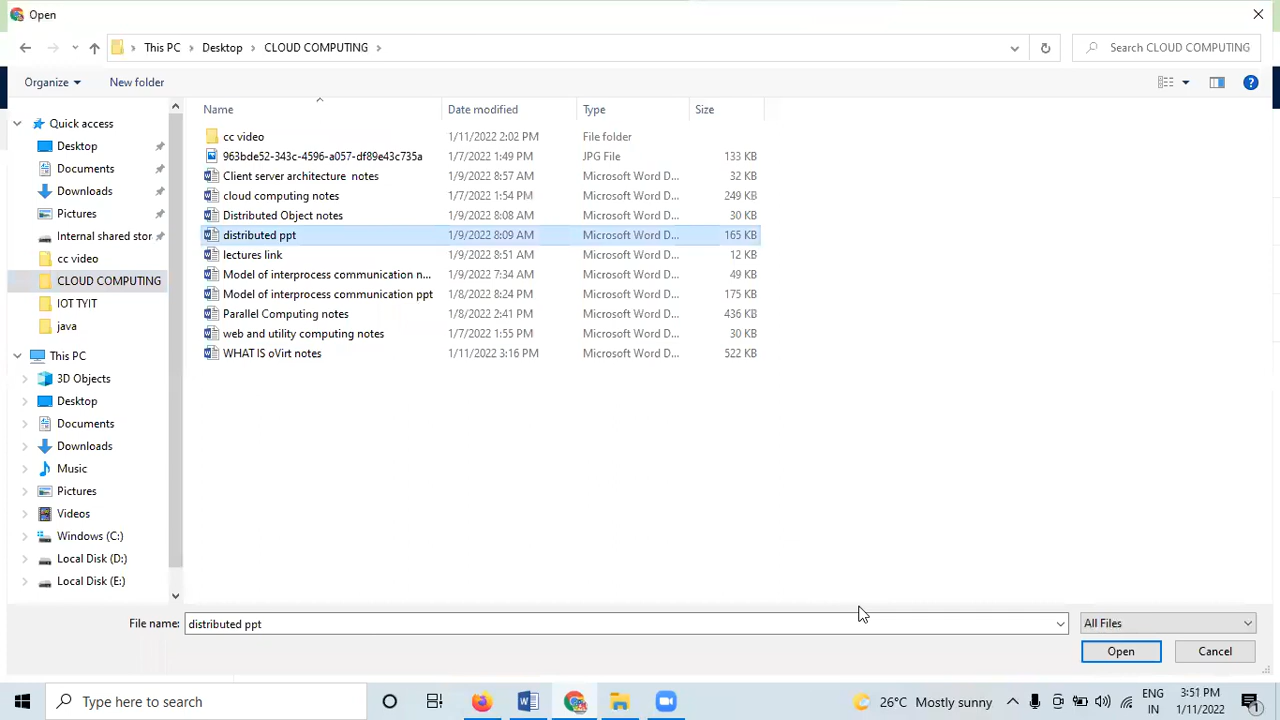 Open
This PC Desktop CLOUD COMPUTING
Search CLOUD COMPUTING
Organize New folder
Name Date modified Type Size
Quick access
Desktop
Documents
Downloads
Pictures
Internal shared stor
cc video
CLOUD COMPUTING
IOT TYIT
java
This PC
3D Objects
Desktop
Documents
Downloads
Music
Pictures
Videos
Windows (C:)
Local Disk (D:)
Local Disk (E:)
cc video 1/11/2022 2:02 PM File folder
963bde52-343c-4596-a057-df89e43c735a 1/7/2022 1:49 PM JPG File 133 KB
Client server architecture notes 1/9/2022 8:57 AM Microsoft Word D... 32 KB
cloud computing notes 1/7/2022 1:54 PM Microsoft Word D... 249 KB
Distributed Object notes 1/9/2022 8:08 AM Microsoft Word D... 30 KB
distributed ppt 1/9/2022 8:09 AM Microsoft Word D... 165 KB
lectures link 1/9/2022 8:51 AM Microsoft Word D... 12 KB
Model of interprocess communication n... 1/9/2022 7:34 AM Microsoft Word D... 49 KB
Model of interprocess communication ppt 1/8/2022 8:24 PM Microsoft Word D... 175 KB
Parallel Computing notes 1/8/2022 2:41 PM Microsoft Word D... 436 KB
web and utility computing notes 1/7/2022 1:55 PM Microsoft Word D... 30 KB
WHAT IS oVirt notes 1/11/2022 3:16 PM Microsoft Word D... 522 KB
File name: distributed ppt All Files
Open Cancel
Type here to search
26°C Mostly sunny
ENG
IN
3:51 PM
1/11/2022
1